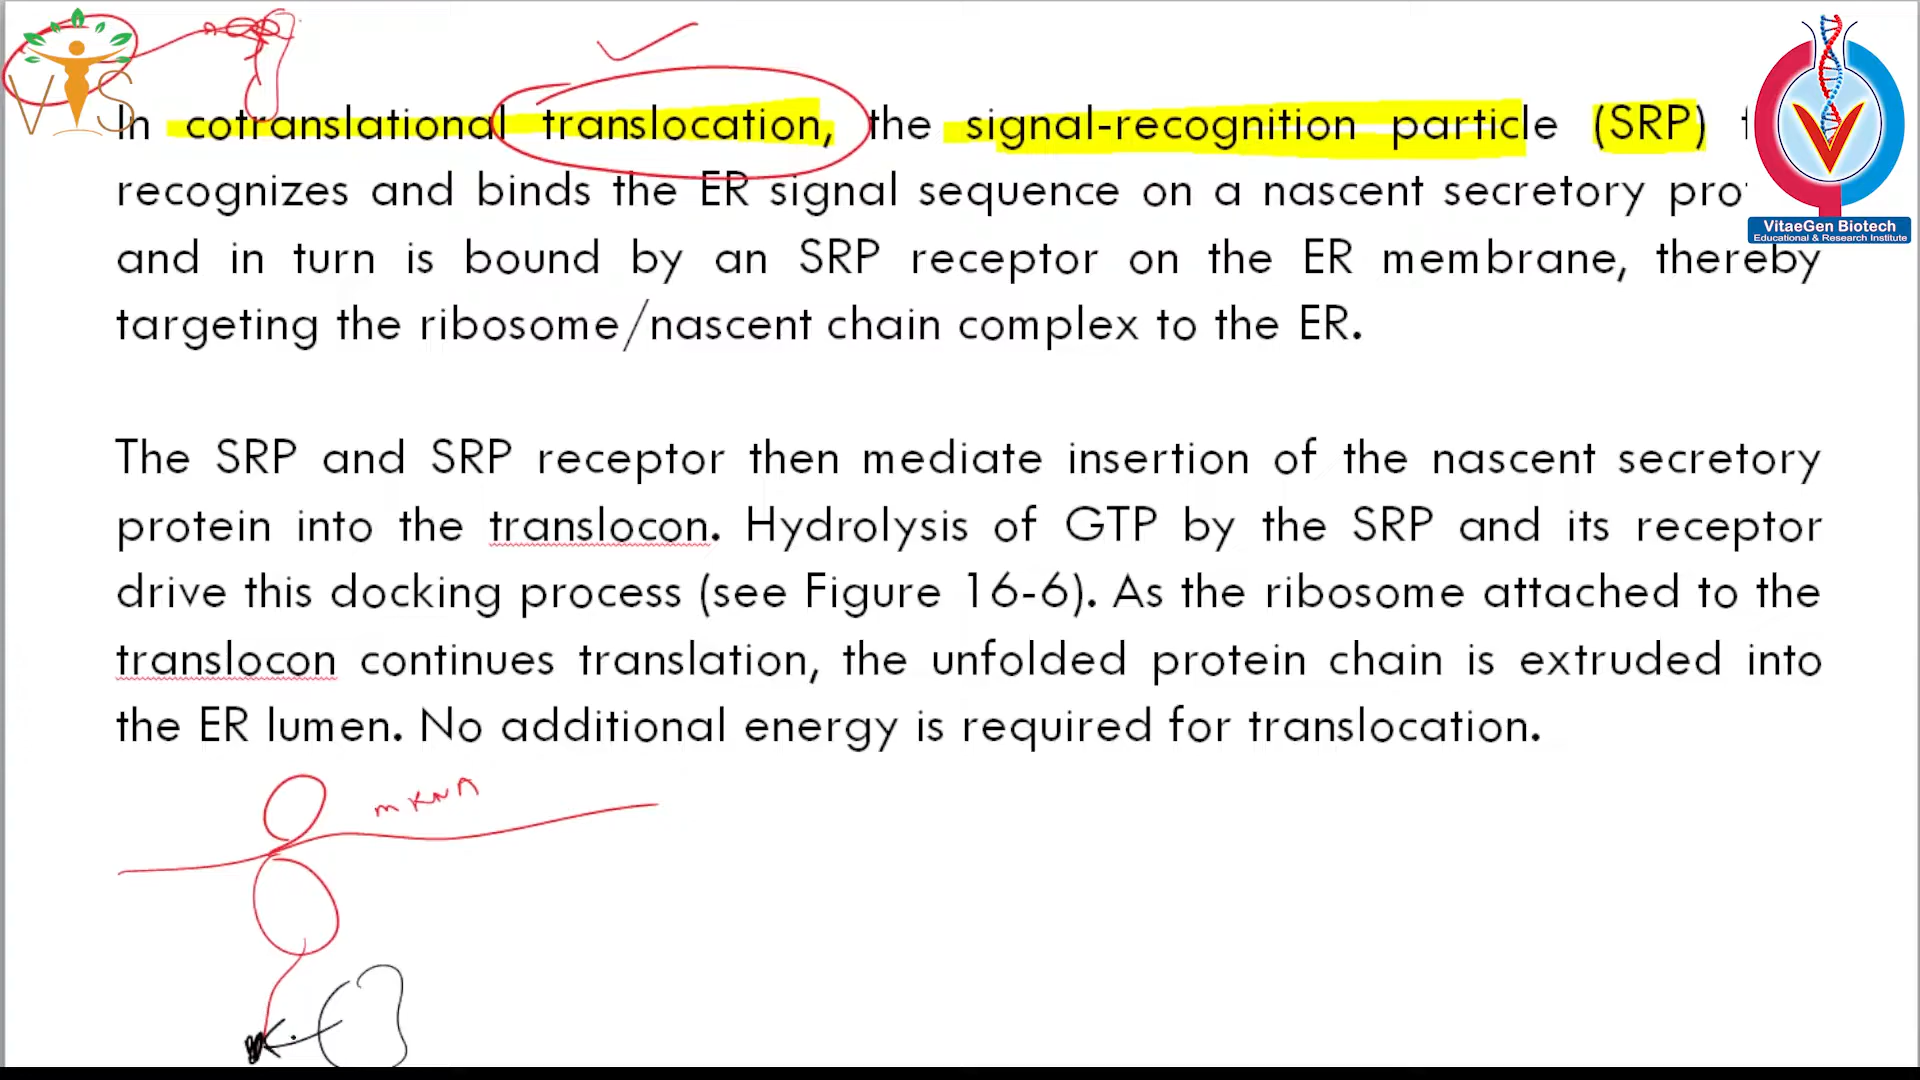 VTS
In cotranslational translocation, the signal-recognition particle (SRP)
recognizes and binds the ER signal sequence on a nascent secretory
and in turn is bound by an SRP receptor on the ER membrane, thereby
targeting the ribosome/nascent chain complex to the ER.
The SRP and SRP receptor then mediate insertion of the nascent secretory
protein into the translocon. Hydrolysis of GTP by the SRP and its receptor
drive this docking process (see Figure 16-6). As the ribosome attached to the
translocon continues translation, the unfolded protein chain is extruded into
the ER lumen. No additional energy is required for translocation.
mRNA
VitaeGen Biotech
Educational & Research Institute